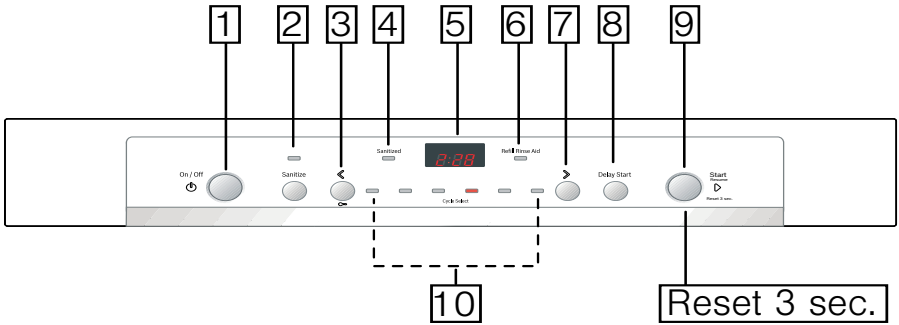 1 2 3 4 5 6 7 8 9
Sanitized
Refill Rinse Aid
2:28
On / Off
Sanitize
<
>
Delay Start
Start
Resume
Reset 3 sec.
Cycle Select
10
Reset 3 sec.